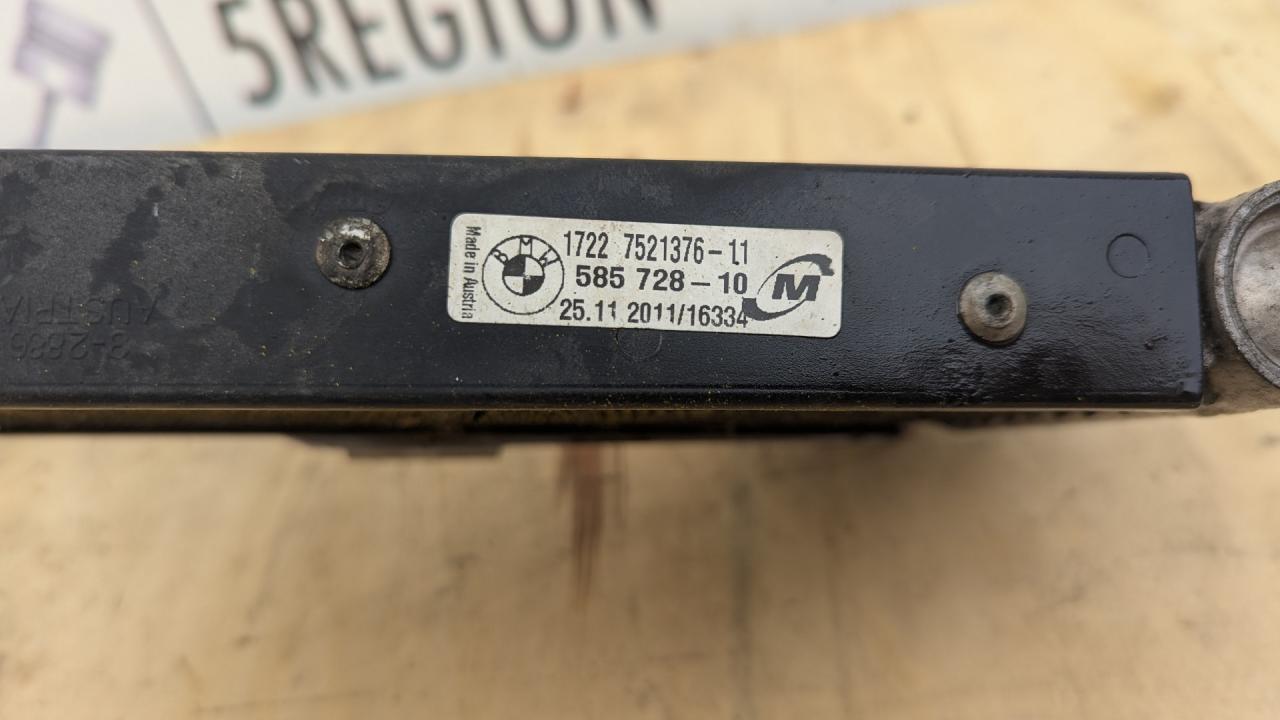 5REGION
Made in Austria
BMW
1722 7521376-11
585 728-10
M
25.11 2011/16334
AUSTRIA